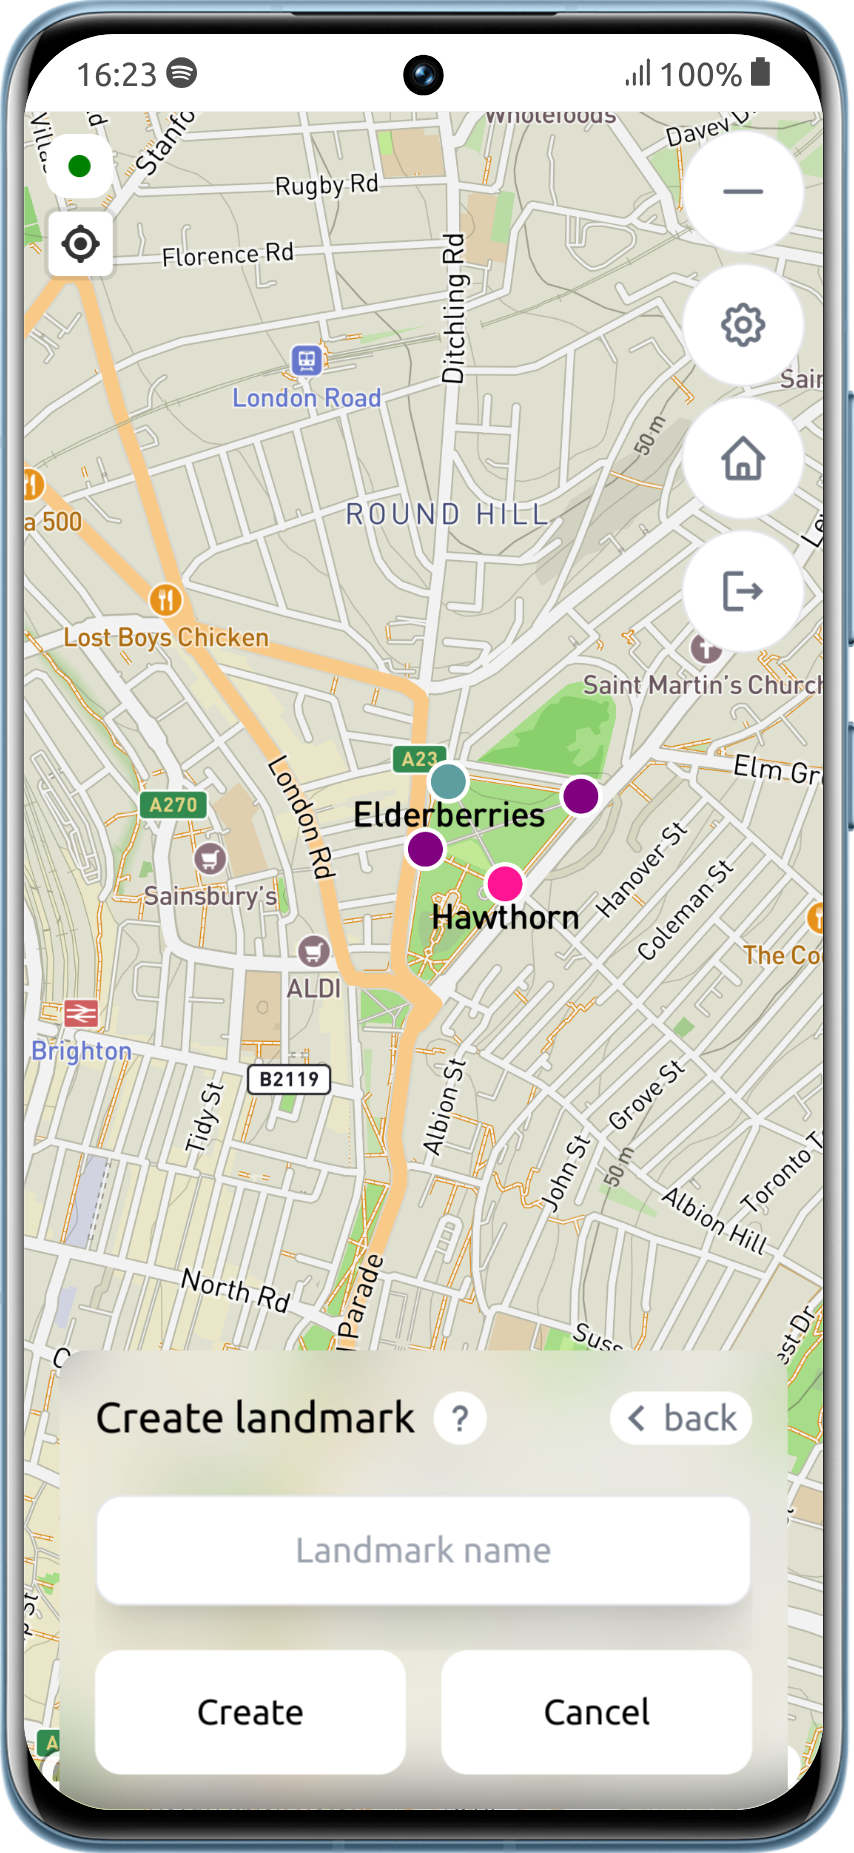 16:23
100%
Wholefoods
Davey D
Stanfo
Rugby Rd
Florence Rd
Ditchling Rd
London Road
50 m
a 500
ROUND HILL
Lost Boys Chicken
Saint Martin's Church
A23
Elm Gr
London Rd
A270
Elderberries
Hanover St
Sainsbury's
Coleman St
Hawthorn
The Co
ALDI
Brighton
B2119
Albion St
Tidy St
Grove St
John St
50 m
Toronto T
Albion Hill
North Rd
l Parade
Suss
est Dr
Create landmark ? < back
Landmark name
Create Cancel